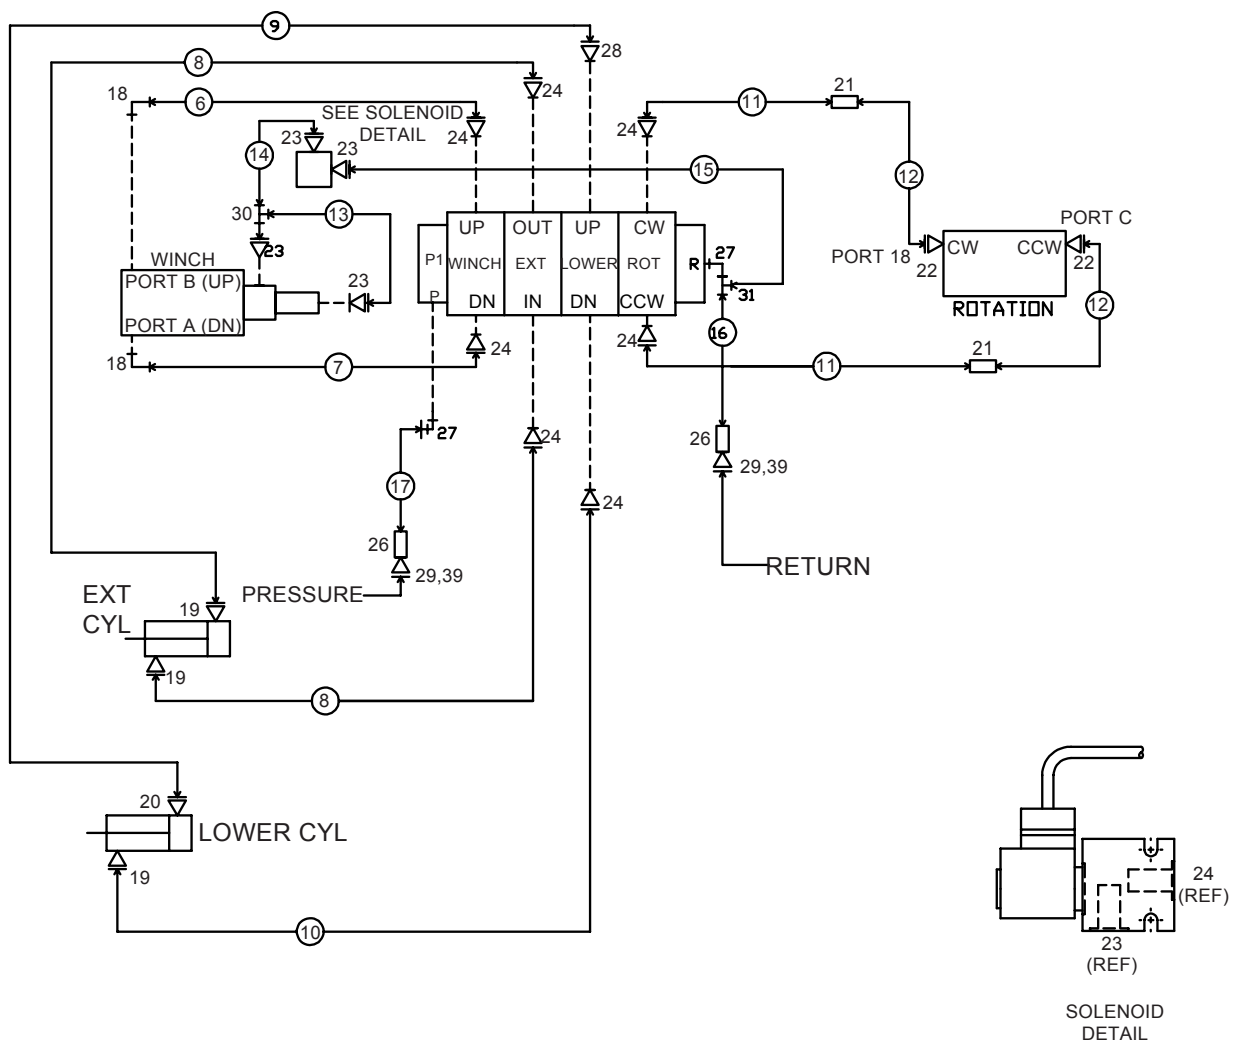 9
28
8
24
18
6
SEE SOLENOID
DETAIL
24
11
21
24
23
23
14
15
12
30
13
23
PORT C
UP
OUT
UP
CW
PORT 18
CW
CCW
22
22
WINCH
PORT B (UP)
PORT A (DN)
23
P1
WINCH
EXT
LOWER
ROT
R
27
31
P
DN
IN
DN
CCW
ROTATION
12
16
18
7
24
24
11
21
27
24
26
29,39
17
24
26
29,39
PRESSURE
RETURN
EXT
CYL
19
19
8
20
LOWER CYL
19
10
24
(REF)
23
(REF)
SOLENOID
DETAIL